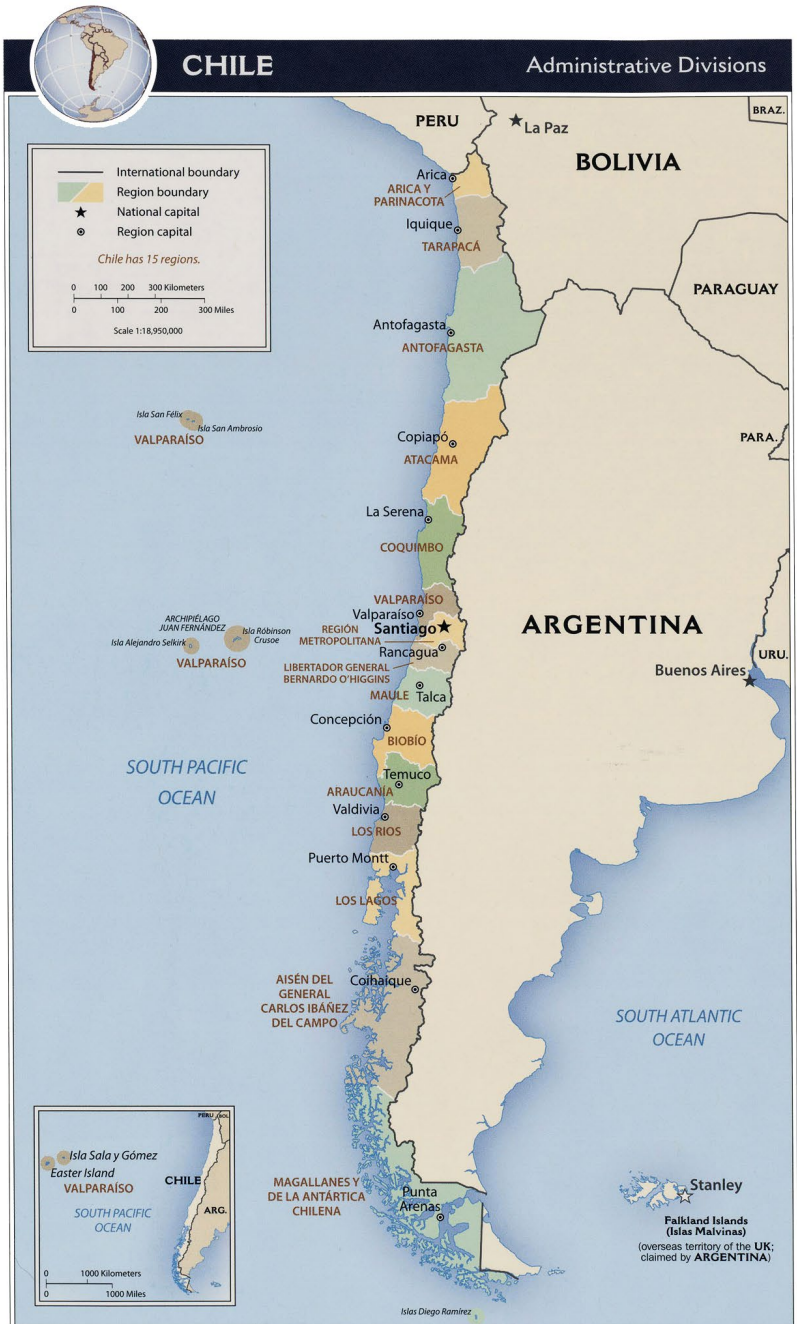 CHILE
Administrative Divisions
International boundary
Region boundary
National capital
Region capital
Chile has 15 regions.
0 100 200 300 Kilometers
0 100 200 300 Miles
Scale 1:18,950,000
PERU
La Paz
BRAZ.
BOLIVIA
PARAGUAY
PARA.
ARGENTINA
URU.
Buenos Aires
Arica
ARICA Y
PARINACOTA
Iquique
TARAPACÁ
Antofagasta
ANTOFAGASTA
Isla San Félix
Isla San Ambrosio
VALPARAÍSO
Copiapó
ATACAMA
La Serena
COQUIMBO
VALPARAÍSO
Valparaíso
Santiago
REGIÓN
METROPOLITANA
ARCHIPIÉLAGO
JUAN FERNÁNDEZ
Isla Róbinson
Crusoe
Isla Alejandro Selkirk
VALPARAÍSO
Rancagua
LIBERTADOR GENERAL
BERNARDO O'HIGGINS
MAULE
Talca
Concepción
BIOBÍO
SOUTH PACIFIC
OCEAN
Temuco
ARAUCANÍA
Valdivia
LOS RIOS
Puerto Montt
LOS LAGOS
Coihaique
AISÉN DEL
GENERAL
CARLOS IBÁÑEZ
DEL CAMPO
SOUTH ATLANTIC
OCEAN
MAGALLANES Y
DE LA ANTÁRTICA
CHILENA
Punta
Arenas
Stanley
Falkland Islands
(Islas Malvinas)
(overseas territory of the UK;
claimed by ARGENTINA)
Islas Diego Ramírez
PERU
BOL.
Isla Sala y Gómez
Easter Island
VALPARAÍSO
CHILE
ARG.
SOUTH PACIFIC
OCEAN
0 1000 Kilometers
0 1000 Miles